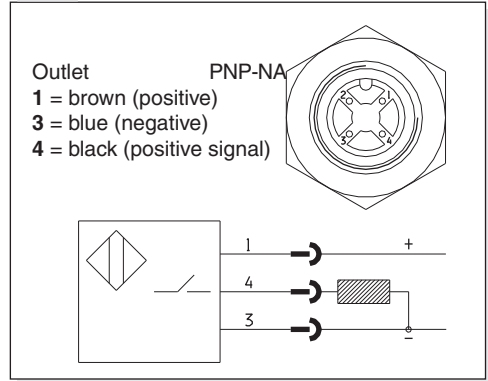 Outlet PNP-NA
1 = brown (positive)
3 = blue (negative)
4 = black (positive signal)
2 1
3 4
1 +
4
3 -